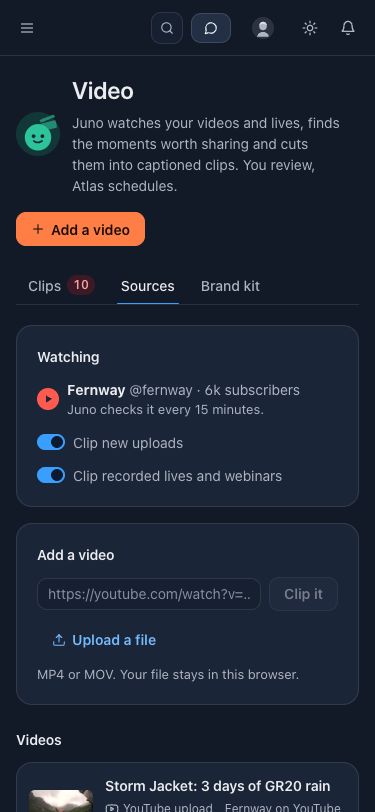 Video
Juno watches your videos and lives, finds
the moments worth sharing and cuts
them into captioned clips. You review,
Atlas schedules.
+ Add a video
Clips 10 Sources Brand kit
Watching
Fernway @fernway · 6k subscribers
Juno checks it every 15 minutes.
Clip new uploads
Clip recorded lives and webinars
Add a video
https://youtube.com/watch?v=... Clip it
Upload a file
MP4 or MOV. Your file stays in this browser.
Videos
Storm Jacket: 3 days of GR20 rain
YouTube upload Fernway on YouTube